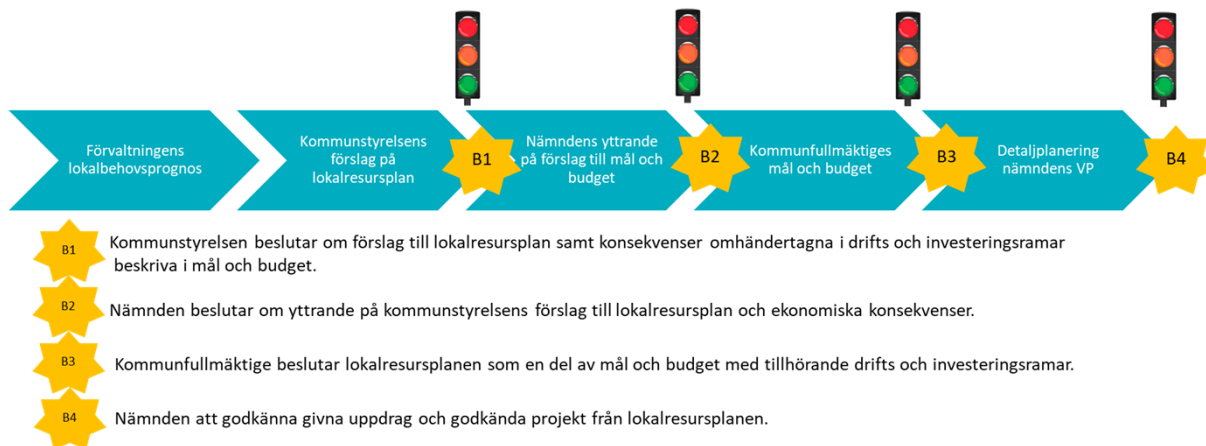 Förvaltningens
lokalbehovsprognos
Kommunstyrelsens
förslag på
lokalresursplan
B1
Nämndens yttrande
på förslag till mål och
budget
B2
Kommunfullmäktiges
mål och budget
B3
Detaljplanering
nämndens VP
B4
B1
Kommunstyrelsen beslutar om förslag till lokalresursplan samt konsekvenser omhändertagna i drifts och investeringsramar
beskriva i mål och budget.
B2
Nämnden beslutar om yttrande på kommunstyrelsens förslag till lokalresursplan och ekonomiska konsekvenser.
B3
Kommunfullmäktige beslutar lokalresursplanen som en del av mål och budget med tillhörande drifts och investeringsramar.
B4
Nämnden att godkänna givna uppdrag och godkända projekt från lokalresursplanen.